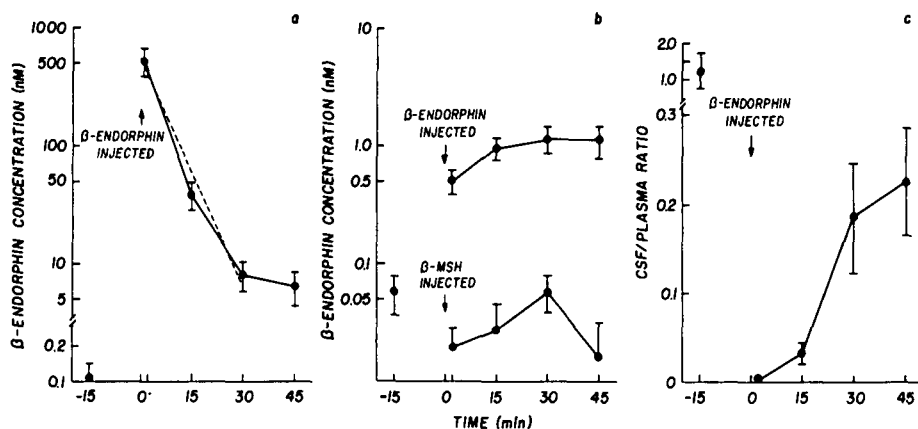 a
β-ENDORPHIN CONCENTRATION (nM)
1000
500
100
50
10
5
0.2
0.1
β-ENDORPHIN
INJECTED
-15
0
15
30
45
b
β-ENDORPHIN CONCENTRATION (nM)
10
1.0
0.5
0.1
0.05
β-ENDORPHIN
INJECTED
β-MSH
INJECTED
-15
0
15
30
45
TIME (min)
c
CSF/PLASMA RATIO
2.0
1.0
0.3
0.2
0.1
0
β-ENDORPHIN
INJECTED
-15
0
15
30
45